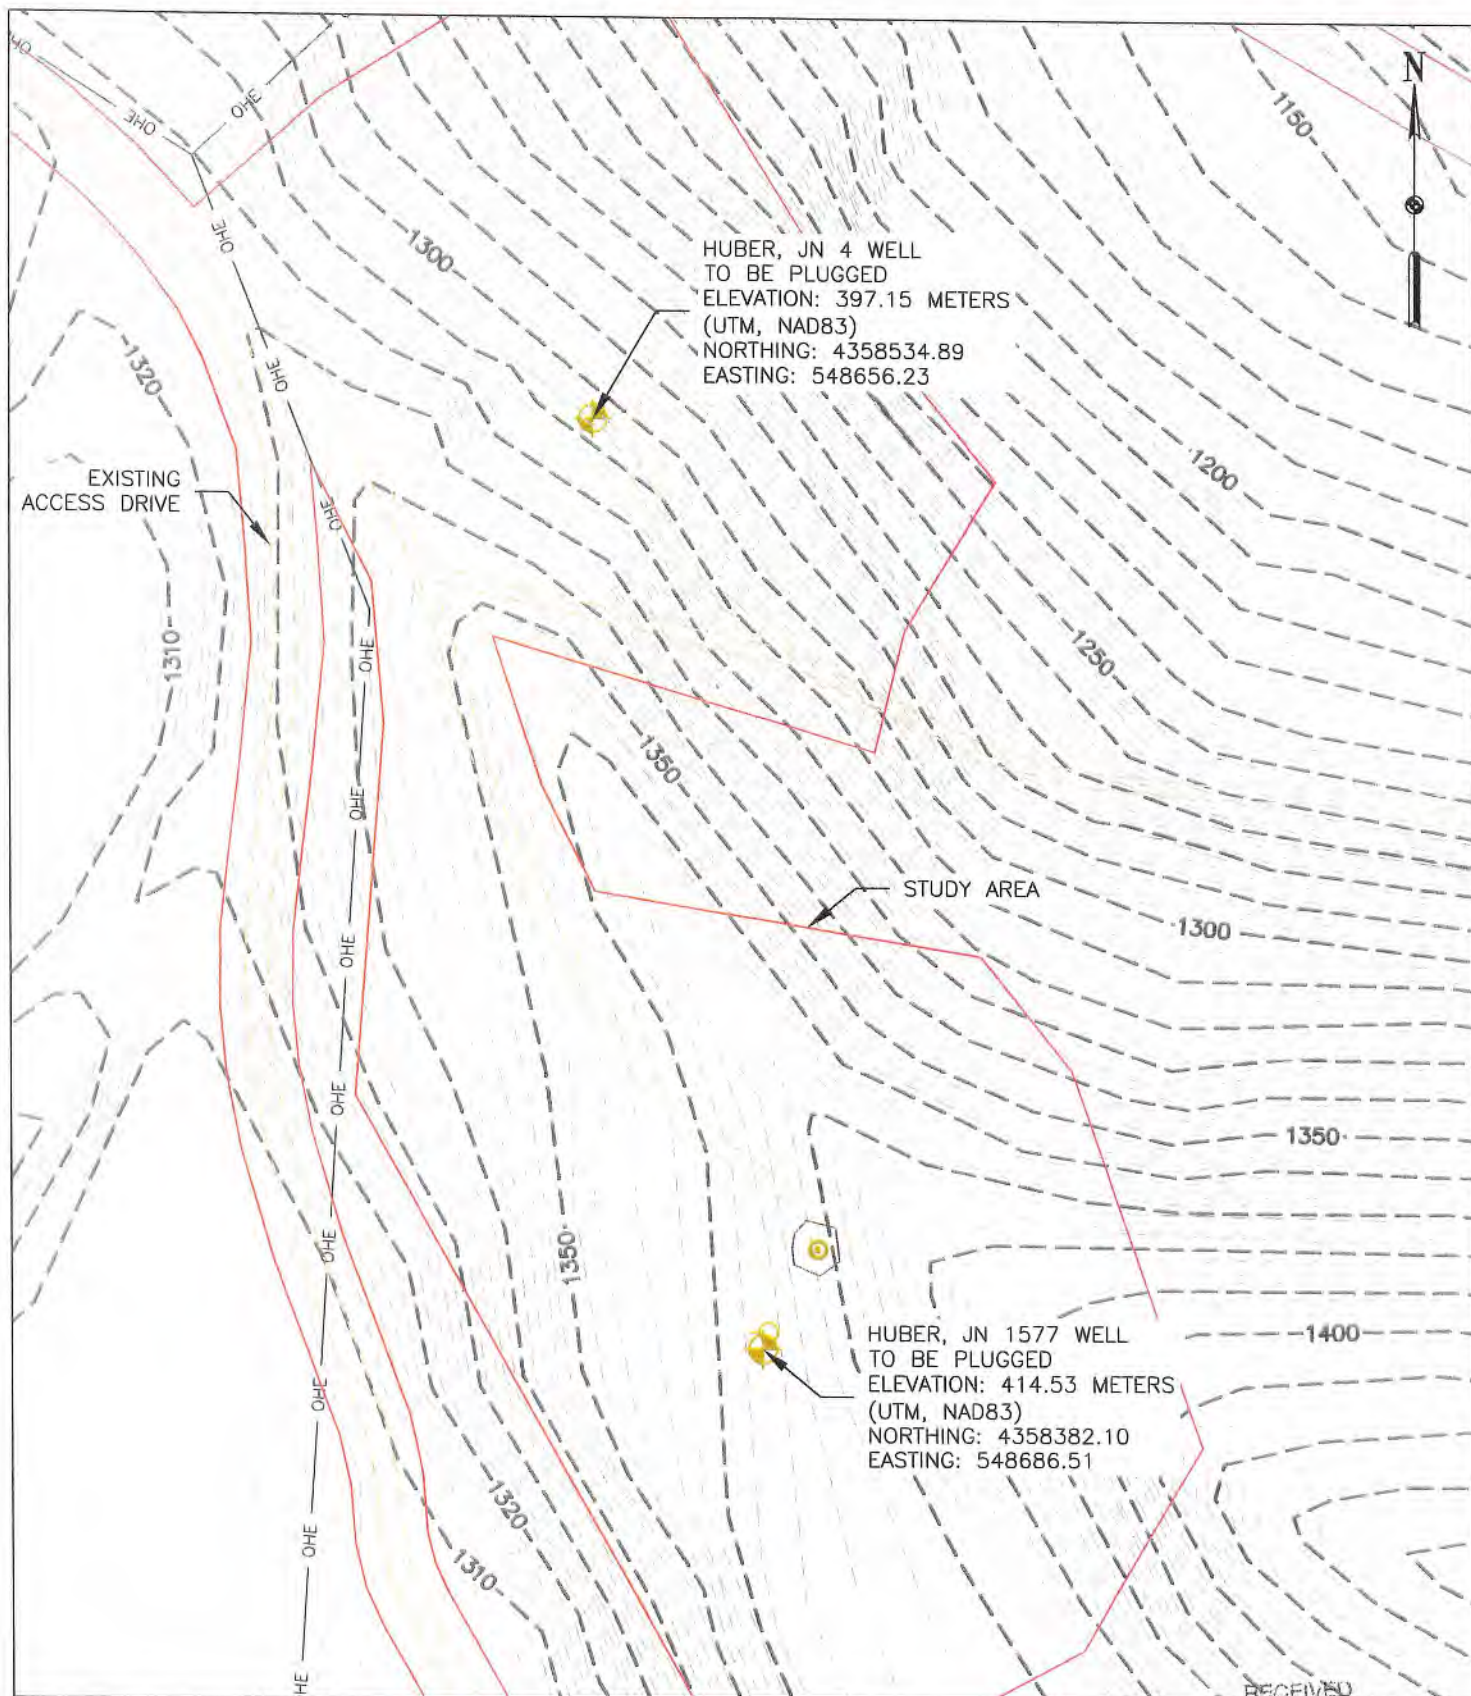 OHE
OHE
OHE
N
1150
OHE
1300
HUBER, JN 4 WELL
TO BE PLUGGED
ELEVATION: 397.15 METERS
(UTM, NAD83)
NORTHING: 4358534.89
EASTING: 548656.23
1320
OHE
EXISTING
ACCESS DRIVE
1200
OHE
1310
OHE
1250
1350
OHE
STUDY AREA
1300
OHE
OHE
1350
OHE
1350
HUBER, JN 1577 WELL
TO BE PLUGGED
ELEVATION: 414.53 METERS
(UTM, NAD83)
NORTHING: 4358382.10
EASTING: 548686.51
1400
OHE
1320
OHE
1310
HE
RECEIVED